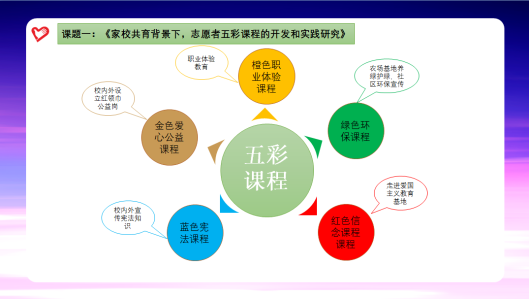 课题一：《家校共育背景下，志愿者五彩课程的开发和实践研究》
职业体验
教育
橙色职
业体验
课程
农场基地养
绿护绿、社
区环保宣传
绿色环
保课程
校内外设
立红领巾
公益岗
金色爱
心公益
课程
五彩
课程
走进爱国
主义教育
基地
红色信
念课程
课程
校内外宣
传宪法知
识
蓝色宪
法课程